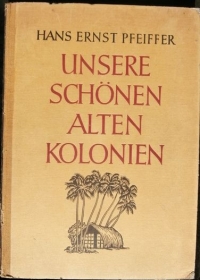 HANS ERNST PFEIFFER
UNSERE
SCHÖNEN
ALTEN
KOLONIEN